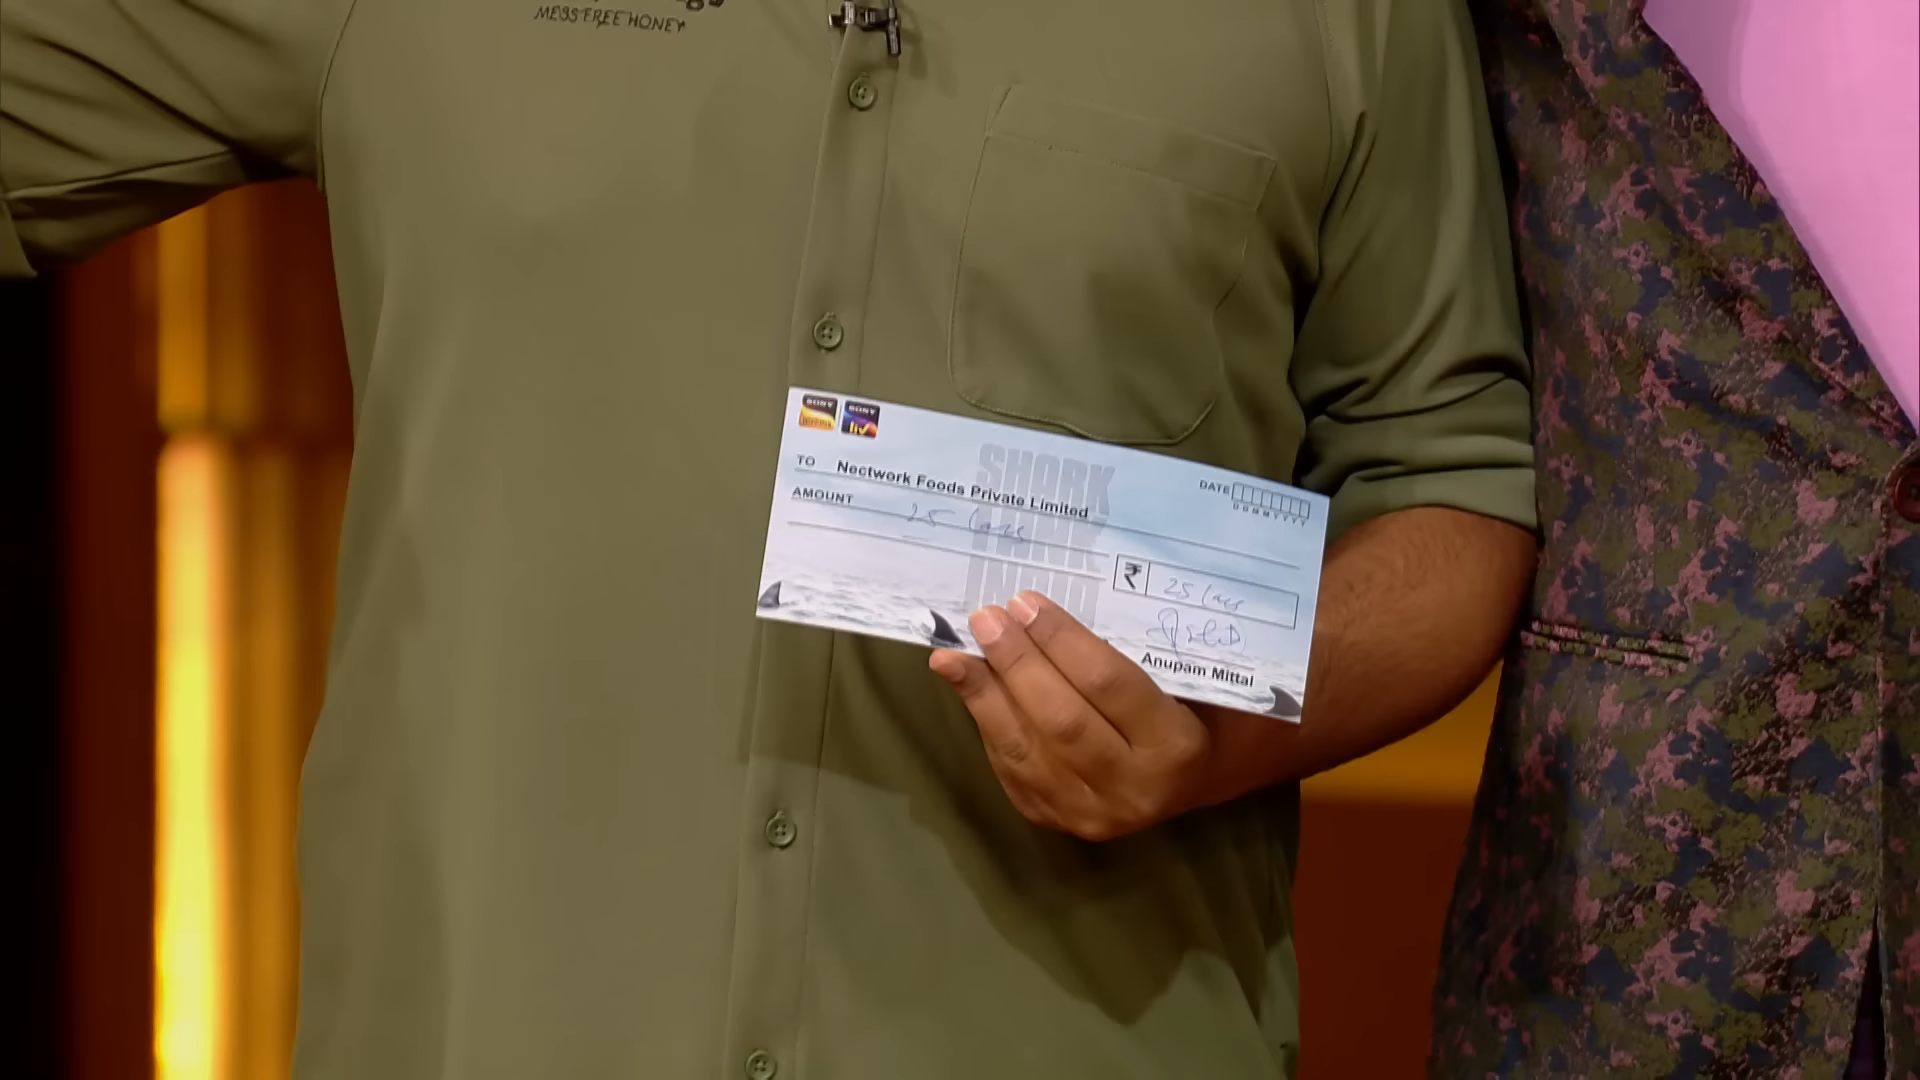 MESS FREE HONEY
SONY
SONY
liv
SHARK
TANK
INDIA
TO Nectwork Foods Private Limited
DATE
DDMMYYYY
AMOUNT 25 lacs
₹ 25 lacs
Anupam Mittal